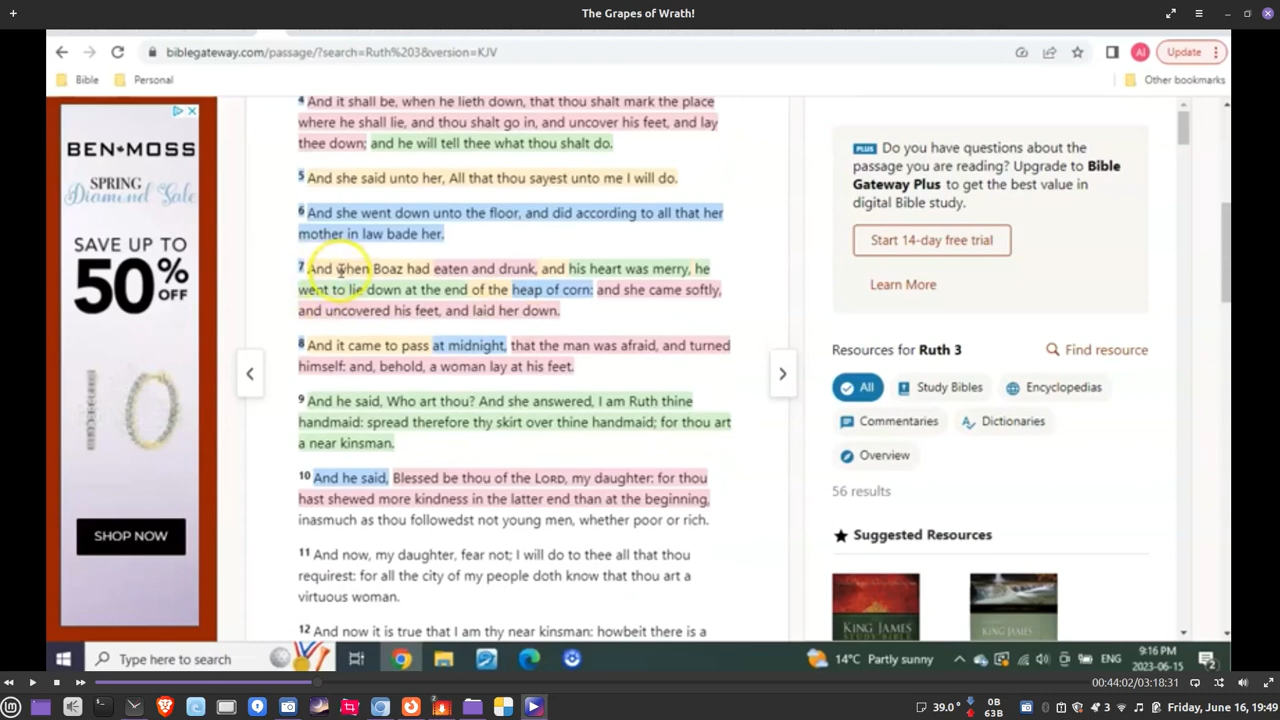 The Grapes of Wrath!
biblegateway.com/passage/?search=Ruth%203&version=KJV
AI
Update
Bible
Personal
Other bookmarks
BEN MOSS
SPRING
Diamond Sale
SAVE UP TO
50% OFF
SHOP NOW
4 And it shall be, when he lieth down, that thou shalt mark the place
where he shall lie, and thou shalt go in, and uncover his feet, and lay
thee down; and he will tell thee what thou shalt do.
5 And she said unto her, All that thou sayest unto me I will do.
6 And she went down unto the floor, and did according to all that her
mother in law bade her.
7 And when Boaz had eaten and drunk, and his heart was merry, he
went to lie down at the end of the heap of corn: and she came softly,
and uncovered his feet, and laid her down.
8 And it came to pass at midnight, that the man was afraid, and turned
himself: and, behold, a woman lay at his feet.
9 And he said, Who art thou? And she answered, I am Ruth thine
handmaid: spread therefore thy skirt over thine handmaid; for thou art
a near kinsman.
10 And he said, Blessed be thou of the LORD, my daughter: for thou
hast shewed more kindness in the latter end than at the beginning,
inasmuch as thou followedst not young men, whether poor or rich.
11 And now, my daughter, fear not; I will do to thee all that thou
requirest: for all the city of my people doth know that thou art a
virtuous woman.
12 And now it is true that I am thy near kinsman: howbeit there is a
PLUS Do you have questions about the
passage you are reading? Upgrade to Bible
Gateway Plus to get the best value in
digital Bible study.
Start 14-day free trial
Learn More
Resources for Ruth 3
Find resource
All
Study Bibles
Encyclopedias
Commentaries
Dictionaries
Overview
56 results
Suggested Resources
KING JAMES
STUDY BIBLE
KING JAMES
Type here to search
14°C Partly sunny
ENG
9:16 PM
2023-06-15
2
00:44:02/03:18:31
39.0°
0B
63B
3
Friday, June 16, 19:49